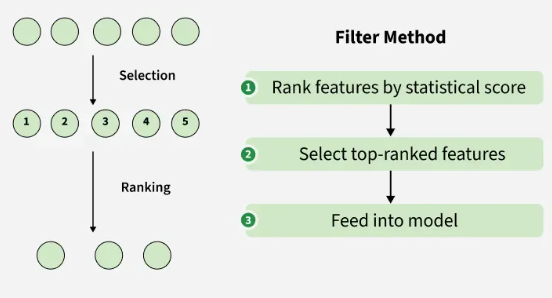 Selection
1 2 3 4 5
Ranking
Filter Method
1 Rank features by statistical score
2 Select top-ranked features
3 Feed into model